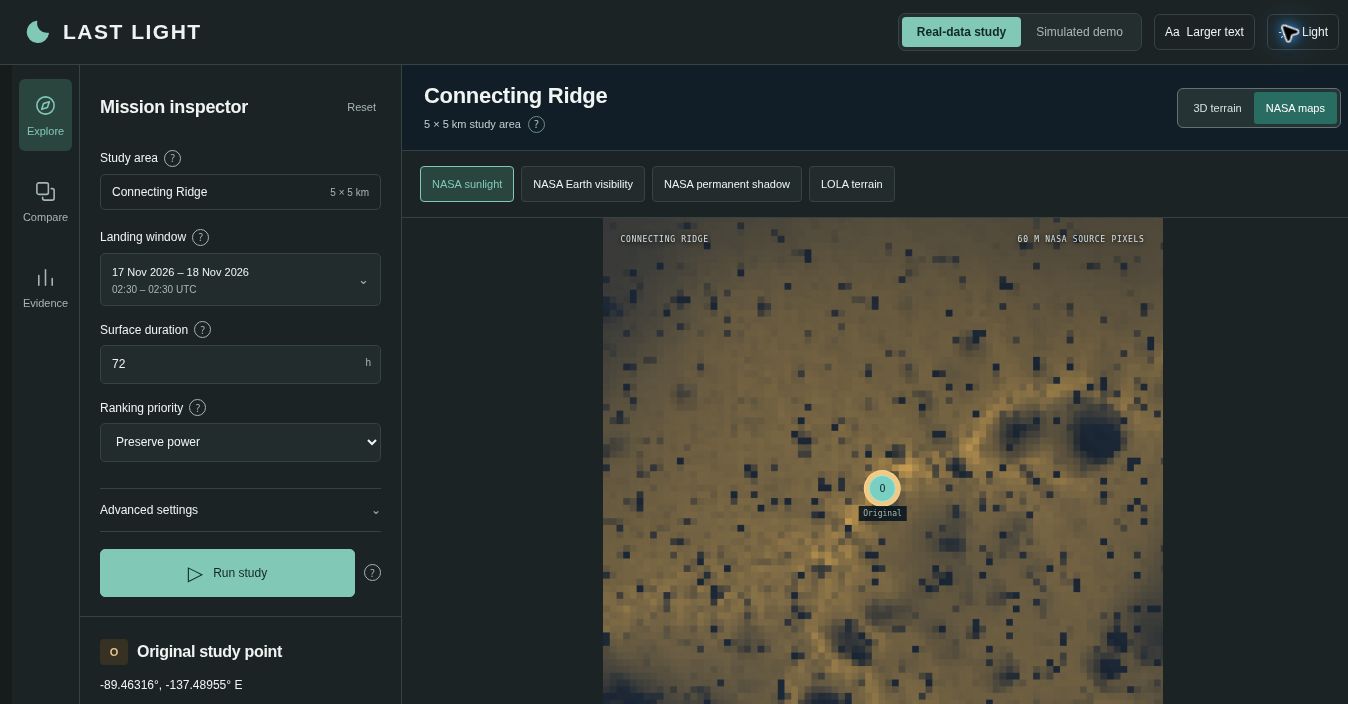 LAST LIGHT
Real-data study
Simulated demo
Aa Larger text
Light
Explore
Compare
Evidence
Mission inspector
Reset
Study area ?
Connecting Ridge 5 × 5 km
Landing window ?
17 Nov 2026 – 18 Nov 2026
02:30 – 02:30 UTC
Surface duration ?
72 h
Ranking priority ?
Preserve power
Advanced settings
Run study ?
O Original study point
-89.46316°, -137.48955° E
Connecting Ridge
5 × 5 km study area ?
3D terrain
NASA maps
NASA sunlight
NASA Earth visibility
NASA permanent shadow
LOLA terrain
CONNECTING RIDGE
60 M NASA SOURCE PIXELS
0
Original